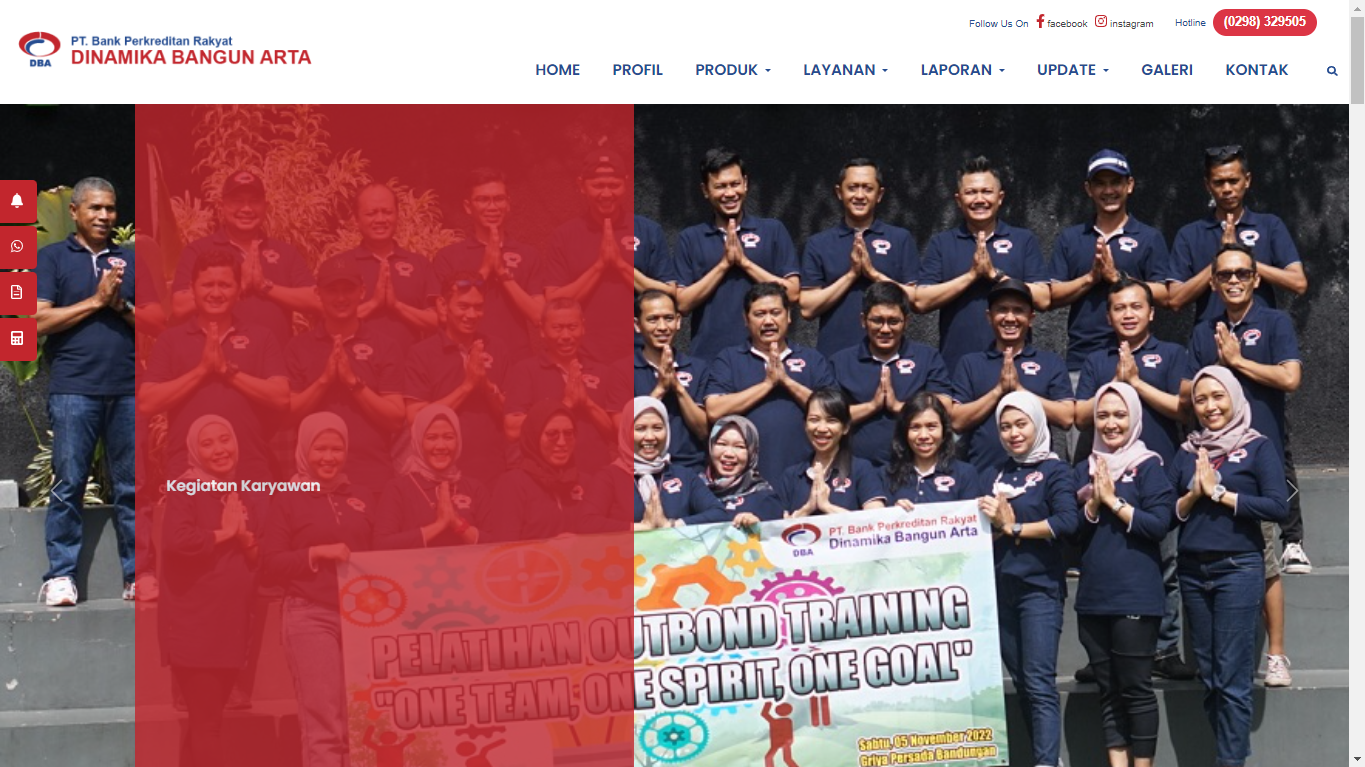 Follow Us On facebook instagram Hotline (0298) 329505
PT. Bank Perkreditan Rakyat
DINAMIKA BANGUN ARTA
DBA
HOME PROFIL PRODUK LAYANAN LAPORAN UPDATE GALERI KONTAK
Kegiatan Karyawan
PT. Bank Perkreditan Rakyat
Dinamika Bangun Arta
DBA
PELATIHAN OUTBOND TRAINING
"ONE TEAM, ONE SPIRIT, ONE GOAL"
Sabtu, 05 November 2022
Griya Persada Bandungan